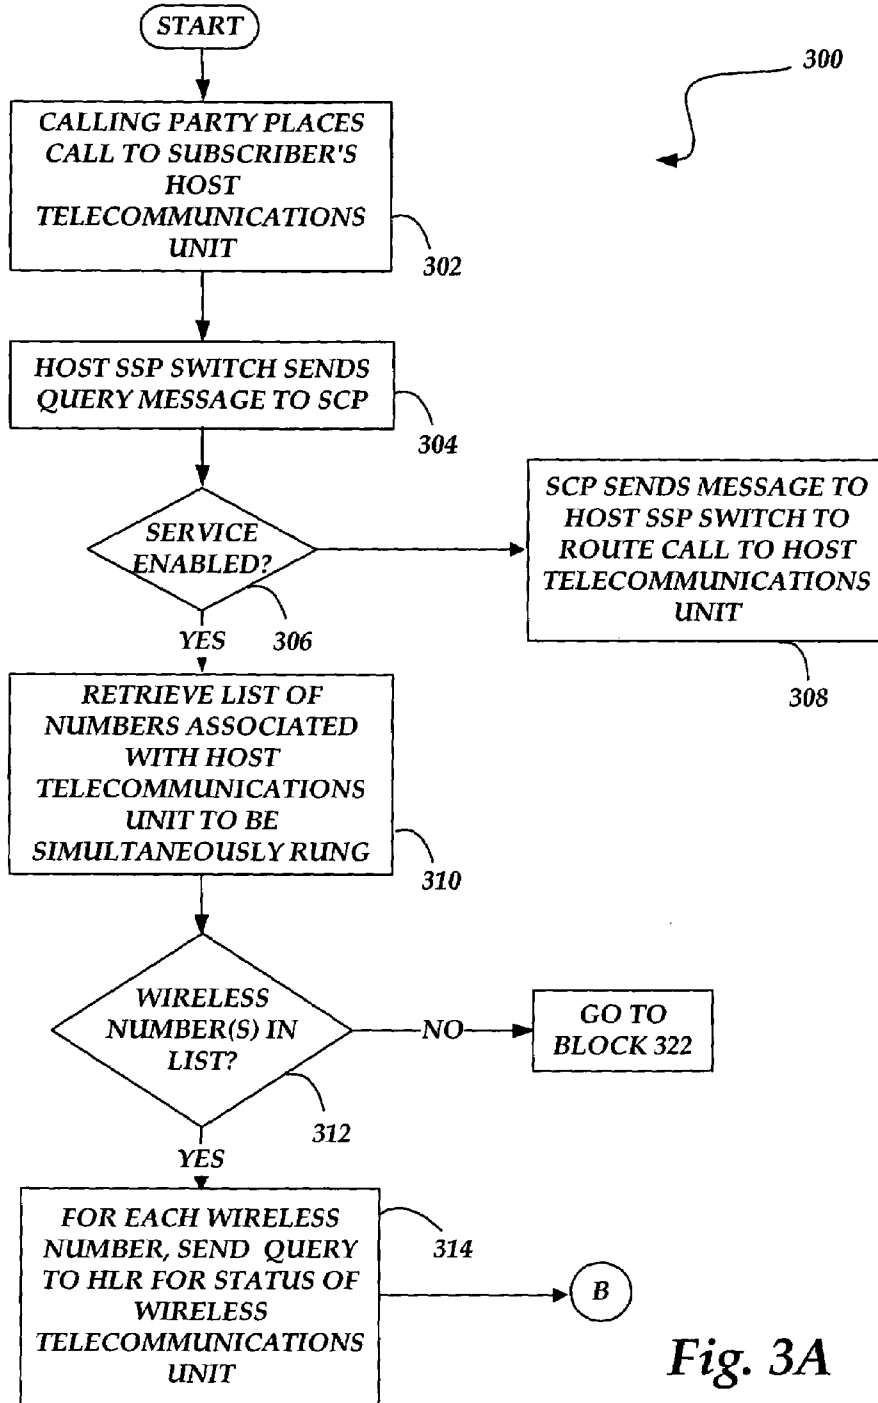 START
300
CALLING PARTY PLACES
CALL TO SUBSCRIBER'S
HOST
TELECOMMUNICATIONS
UNIT
302
HOST SSP SWITCH SENDS
QUERY MESSAGE TO SCP
304
SERVICE
ENABLED?
306
SCP SENDS MESSAGE TO
HOST SSP SWITCH TO
ROUTE CALL TO HOST
TELECOMMUNICATIONS
UNIT
308
YES
RETRIEVE LIST OF
NUMBERS ASSOCIATED
WITH HOST
TELECOMMUNICATIONS
UNIT TO BE
SIMULTANEOUSLY RUNG
310
WIRELESS
NUMBER(S) IN
LIST?
312
NO
GO TO
BLOCK 322
YES
FOR EACH WIRELESS
NUMBER, SEND QUERY
TO HLR FOR STATUS OF
WIRELESS
TELECOMMUNICATIONS
UNIT
314
B
Fig. 3A